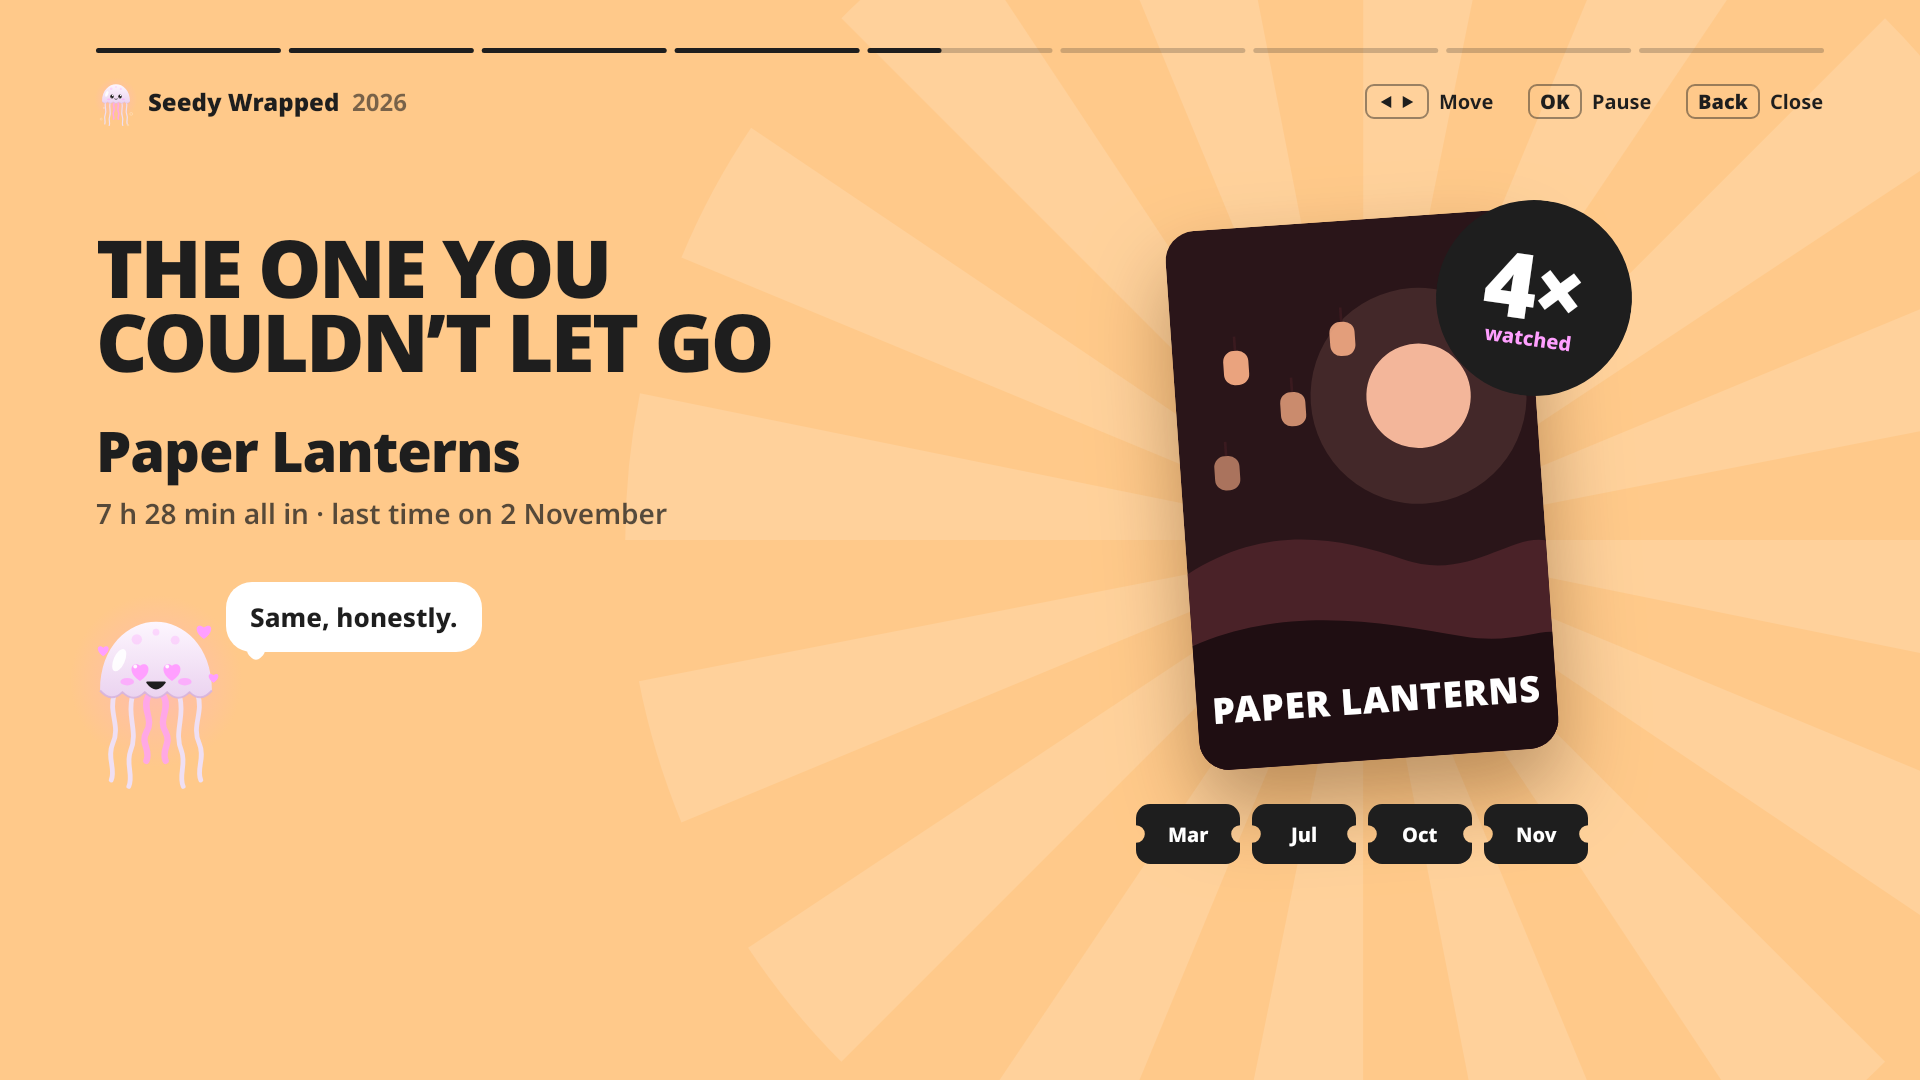 Seedy Wrapped 2026
◀ ▶ Move OK Pause Back Close
THE ONE YOU
COULDN’T LET GO
Paper Lanterns
7 h 28 min all in · last time on 2 November
Same, honestly.
4×
watched
PAPER LANTERNS
Mar Jul Oct Nov